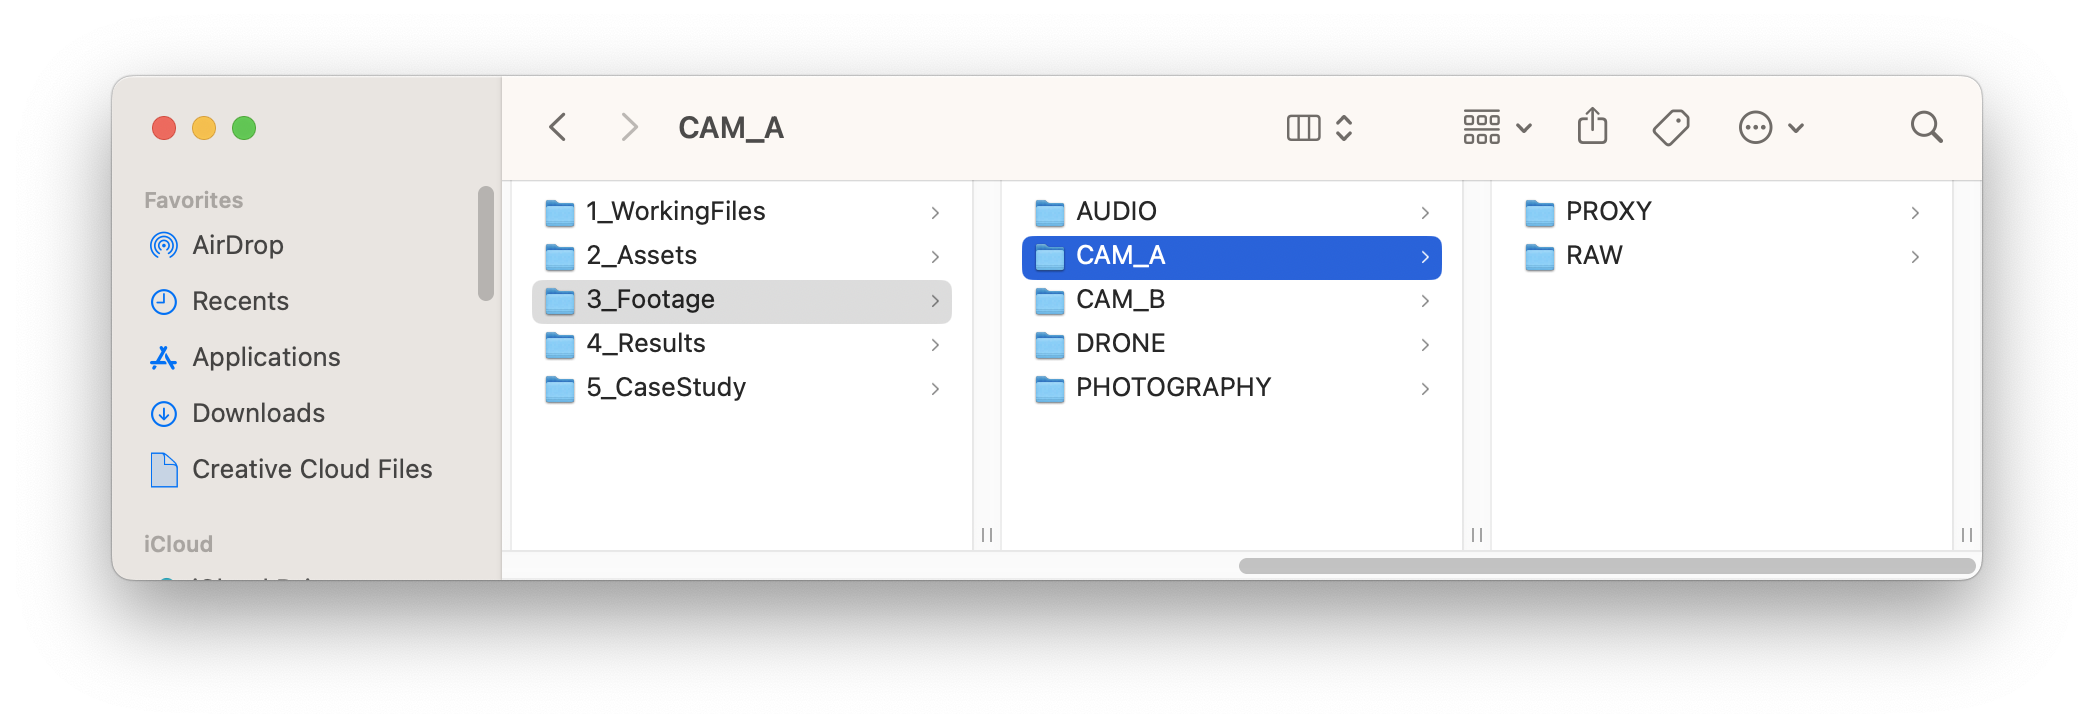 CAM_A
Favorites
AirDrop
Recents
Applications
Downloads
Creative Cloud Files
iCloud
1_WorkingFiles
2_Assets
3_Footage
4_Results
5_CaseStudy
AUDIO
CAM_A
CAM_B
DRONE
PHOTOGRAPHY
PROXY
RAW